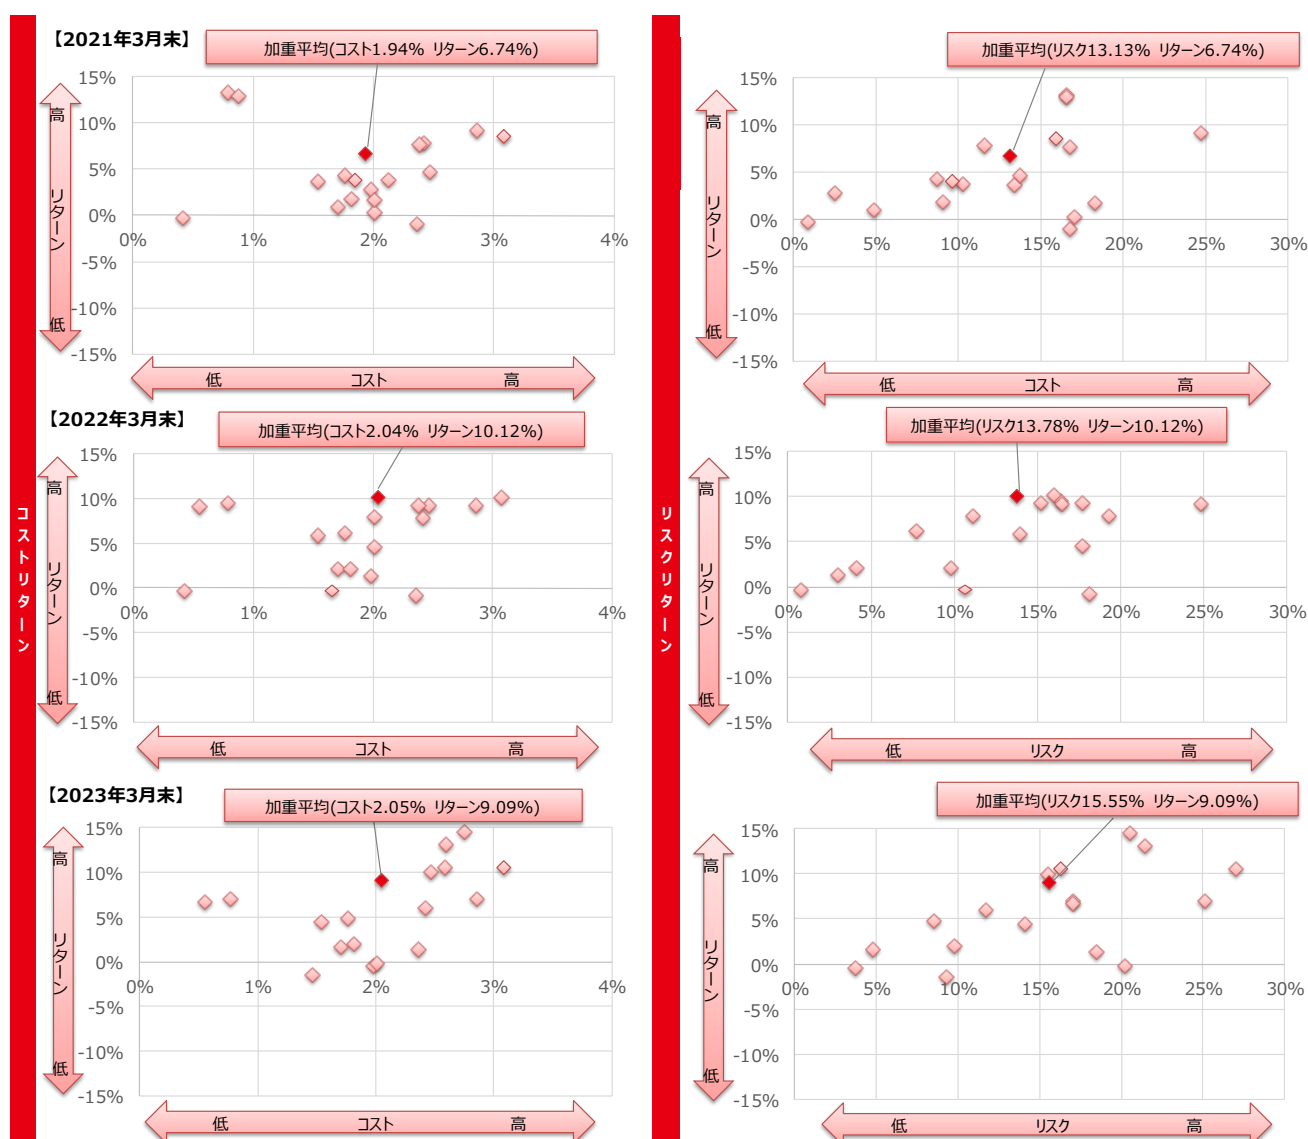 コストリターン
【2021年3月末】
加重平均(コスト1.94% リターン6.74%)
15%
10%
5%
0%
-5%
-10%
-15%
0%
1%
2%
3%
4%
高
リターン
低
低 コスト 高
【2022年3月末】
加重平均(コスト2.04% リターン10.12%)
15%
10%
5%
0%
-5%
-10%
-15%
0%
1%
2%
3%
4%
高
リターン
低
低 コスト 高
【2023年3月末】
加重平均(コスト2.05% リターン9.09%)
15%
10%
5%
0%
-5%
-10%
-15%
0%
1%
2%
3%
4%
高
リターン
低
低 コスト 高
リスクリターン
加重平均(リスク13.13% リターン6.74%)
15%
10%
5%
0%
-5%
-10%
-15%
0%
5%
10%
15%
20%
25%
30%
高
リターン
低
低 コスト 高
加重平均(リスク13.78% リターン10.12%)
15%
10%
5%
0%
-5%
-10%
-15%
0%
5%
10%
15%
20%
25%
30%
高
リターン
低
低 リスク 高
加重平均(リスク15.55% リターン9.09%)
15%
10%
5%
0%
-5%
-10%
-15%
0%
5%
10%
15%
20%
25%
30%
高
リターン
低
低 リスク 高